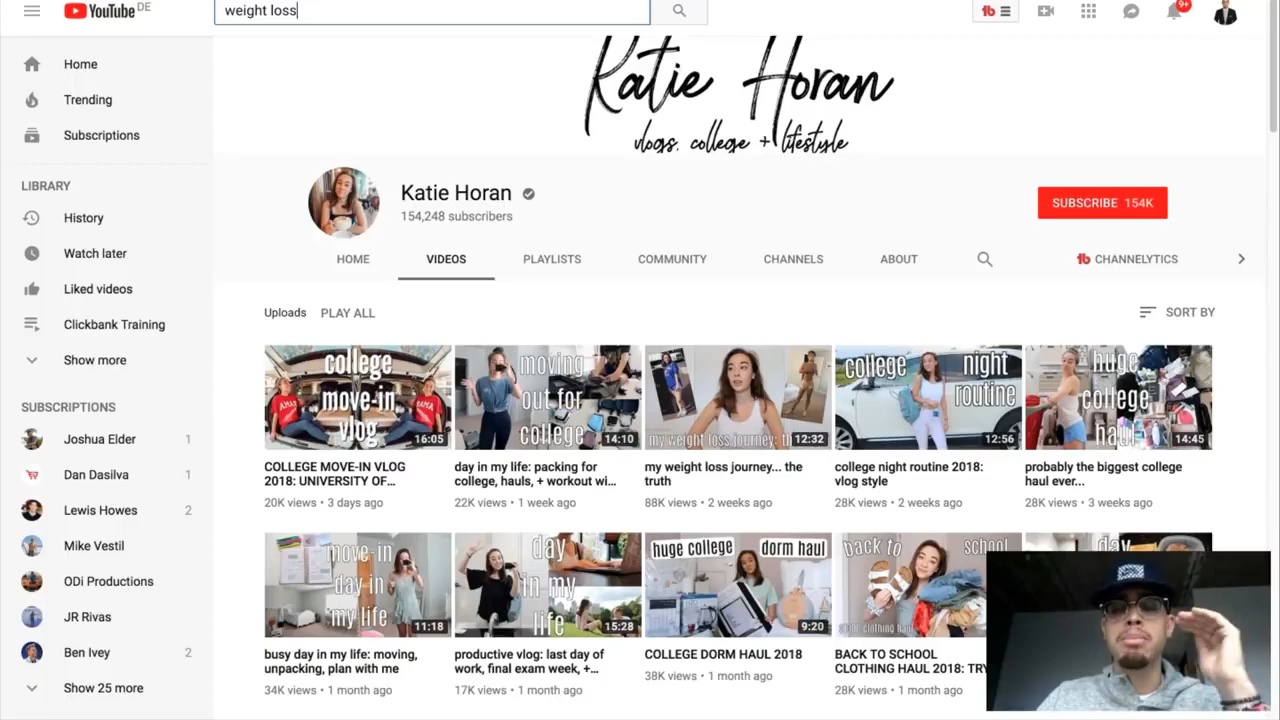 YouTube DE
weight loss
9+
Home
Trending
Subscriptions
LIBRARY
History
Watch later
Liked videos
Clickbank Training
Show more
SUBSCRIPTIONS
Joshua Elder 1
Dan Dasilva 1
Lewis Howes 2
Mike Vestil
ODi Productions
JR Rivas
Ben Ivey 2
Show 25 more
Katie Horan
vlogs. college + lifestyle
Katie Horan
154,248 subscribers
SUBSCRIBE 154K
HOME
VIDEOS
PLAYLISTS
COMMUNITY
CHANNELS
ABOUT
tb CHANNELYTICS
Uploads PLAY ALL
SORT BY
college
move-in
vlog
16:05
COLLEGE MOVE-IN VLOG
2018: UNIVERSITY OF...
20K views • 3 days ago
moving
out for
college
14:10
day in my life: packing for
college, hauls, + workout wi...
22K views • 1 week ago
my weight loss journey:
12:32
my weight loss journey... the
truth
88K views • 2 weeks ago
college night
routine
12:56
college night routine 2018:
vlog style
28K views • 2 weeks ago
huge
college
haul
14:45
probably the biggest college
haul ever...
28K views • 3 weeks ago
move-in
day in
my life
11:18
busy day in my life: moving,
unpacking, plan with me
34K views • 1 month ago
day
in my
life
15:28
productive vlog: last day of
work, final exam week, +...
17K views • 1 month ago
huge college dorm haul
9:20
COLLEGE DORM HAUL 2018
38K views • 1 month ago
back to school
clothing haul
BACK TO SCHOOL
CLOTHING HAUL 2018: TRY
28K views • 1 month ago
day